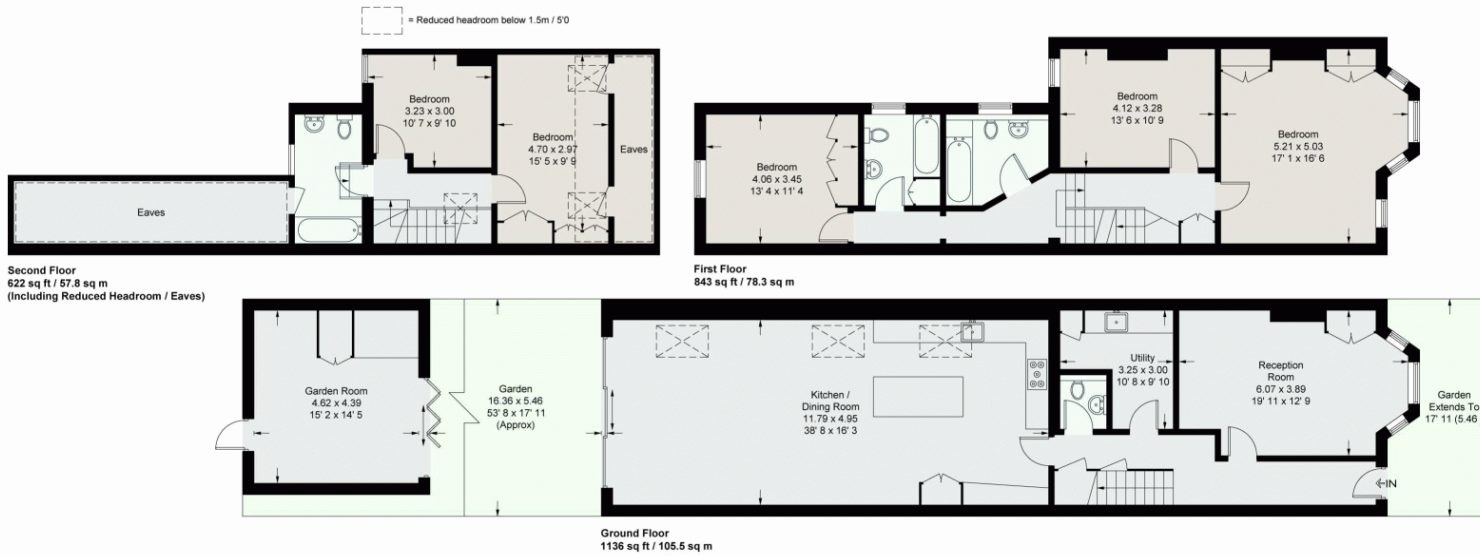 = Reduced headroom below 1.5m / 5'0
Bedroom
3.23 x 3.00
10' 7 x 9' 10
Bedroom
4.70 x 2.97
15' 5 x 9' 9
Eaves
Eaves
Second Floor
622 sq ft / 57.8 sq m
(Including Reduced Headroom / Eaves)
Bedroom
4.12 x 3.28
13' 6 x 10' 9
Bedroom
5.21 x 5.03
17' 1 x 16' 6
Bedroom
4.06 x 3.45
13' 4 x 11' 4
First Floor
843 sq ft / 78.3 sq m
Garden Room
4.62 x 4.39
15' 2 x 14' 5
Garden
16.36 x 5.46
53' 8 x 17' 11
(Approx)
Kitchen /
Dining Room
11.79 x 4.95
38' 8 x 16' 3
Utility
3.25 x 3.00
10' 8 x 9' 10
Reception
Room
6.07 x 3.89
19' 11 x 12' 9
Garden
Extends To
17' 11 (5.46
IN
Ground Floor
1136 sq ft / 105.5 sq m